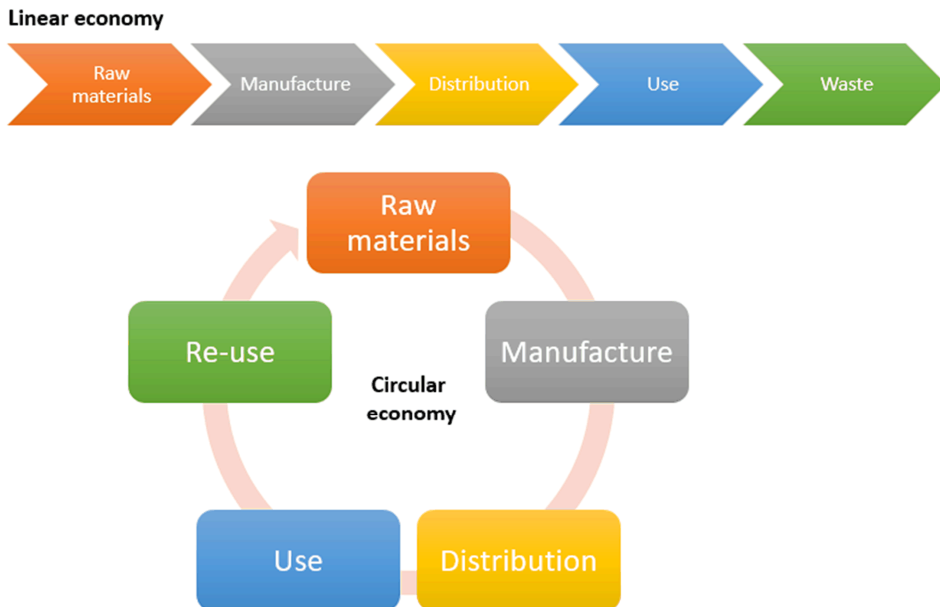 Linear economy
Raw
materials
Manufacture
Distribution
Use
Waste
Raw
materials
Re-use
Manufacture
Circular
economy
Use
Distribution